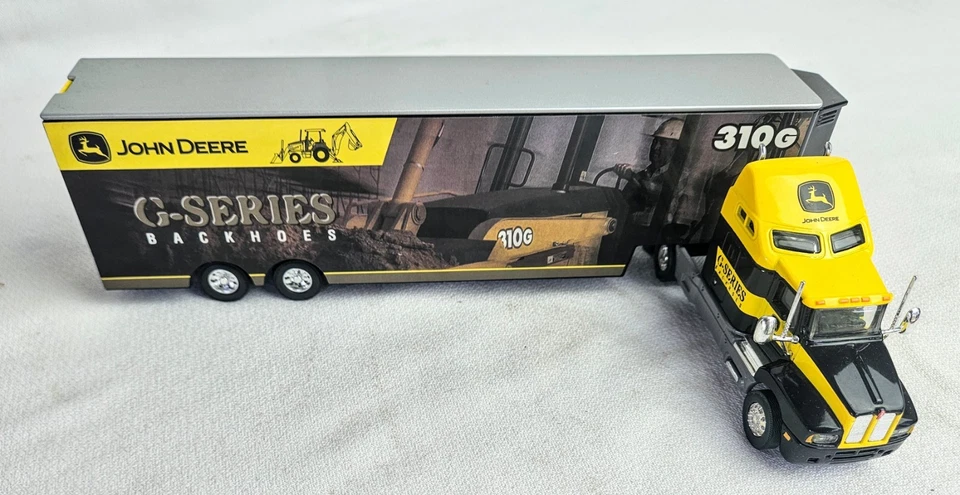 JOHN DEERE
310G
G-SERIES
BACKHOES
310G
JOHN DEERE
G-SERIES